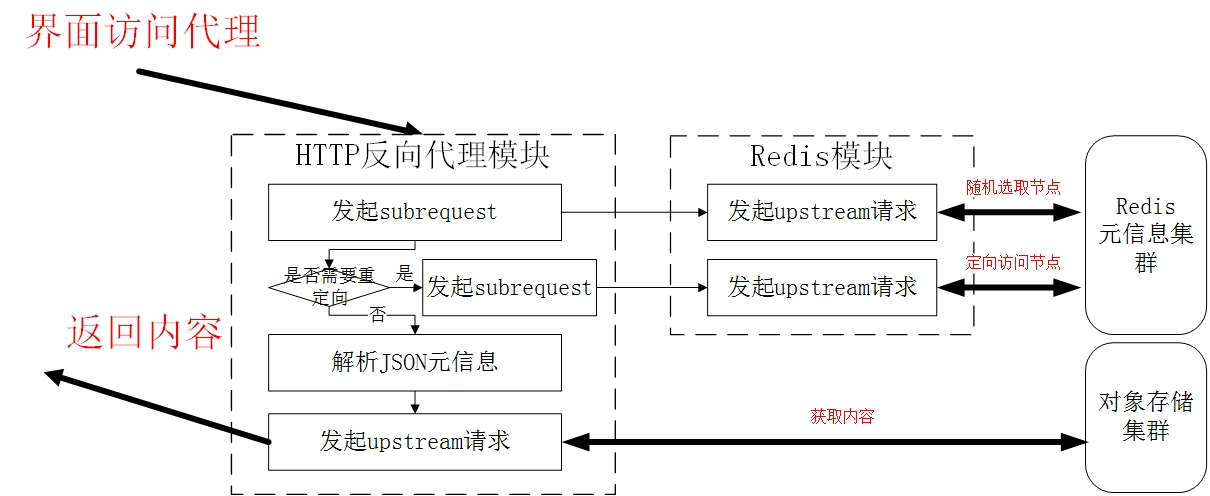 界面访问代理
HTTP反向代理模块
Redis模块
发起subrequest
发起upstream请求
随机选取节点
Redis
元信息集
群
是否需要重
定向
是
发起subrequest
发起upstream请求
定向访问节点
否
返回内容
解析JSON元信息
发起upstream请求
获取内容
对象存储
集群